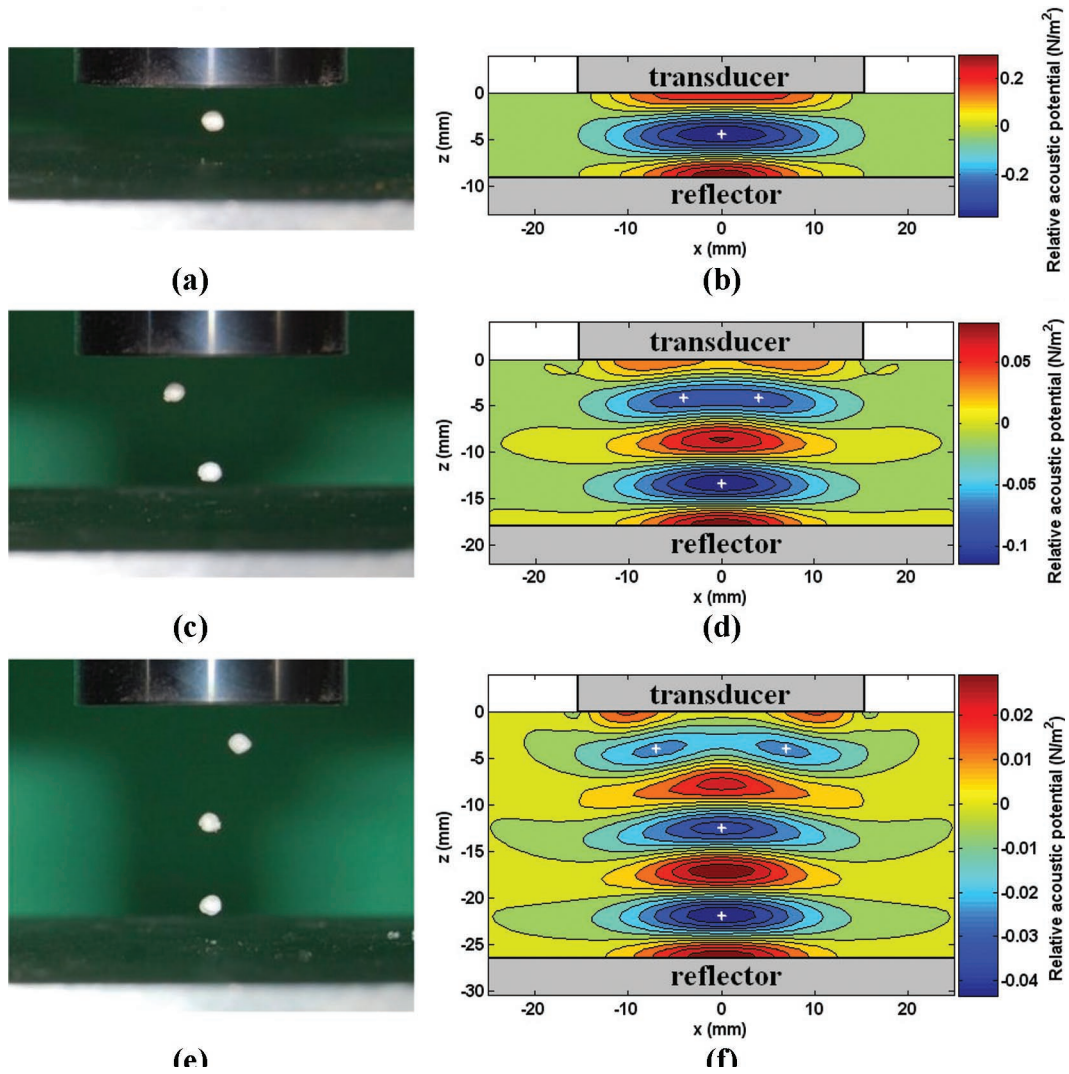 transducer
0
-5
-10
z (mm)
reflector
-20
-10
0
10
20
x (mm)
0.2
0
-0.2
Relative acoustic potential (N/m²)
(a)
(b)
transducer
0
-5
-10
-15
-20
z (mm)
reflector
-20
-10
0
10
20
x (mm)
0.05
0
-0.05
-0.1
Relative acoustic potential (N/m²)
(c)
(d)
transducer
0
-5
-10
-15
-20
-25
-30
z (mm)
reflector
-20
-10
0
10
20
x (mm)
0.02
0.01
0
-0.01
-0.02
-0.03
-0.04
Relative acoustic potential (N/m²)
(e)
(f)